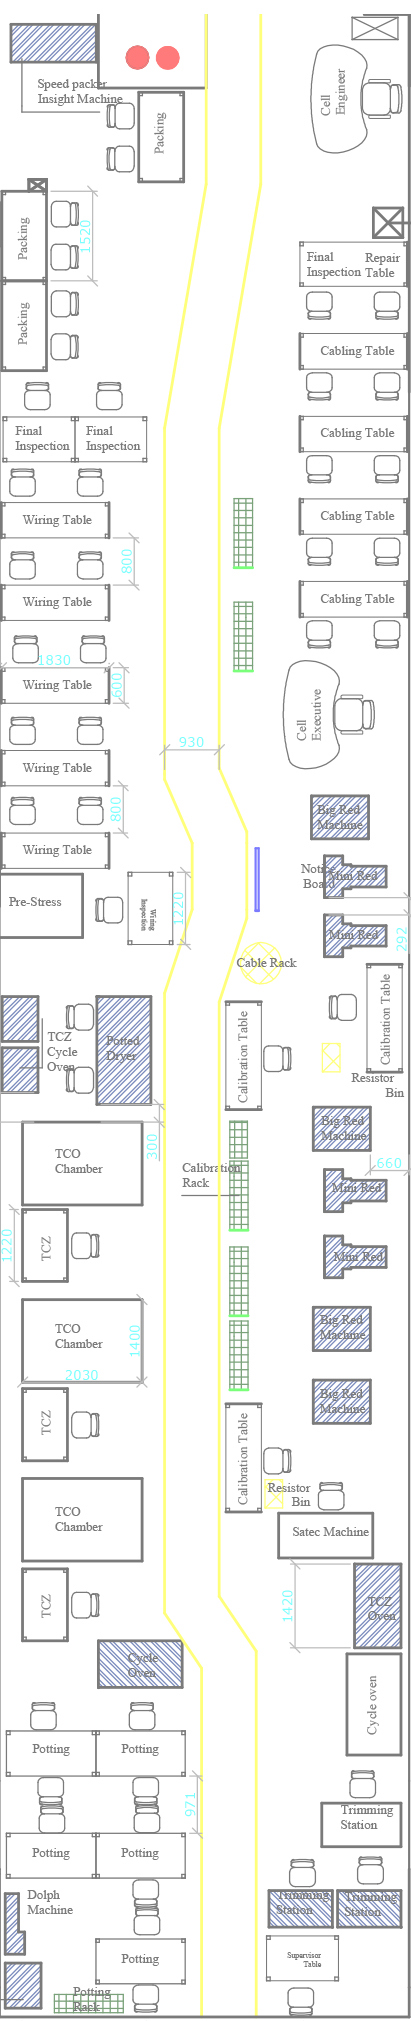 Speed packer
Insight Machine
Packing
Cell
Engineer
Packing
1520
Packing
Final
Inspection
Repair
Table
Cabling Table
Final
Inspection
Final
Inspection
Cabling Table
Wiring Table
Cabling Table
800
Wiring Table
Cabling Table
1830
Wiring Table
600
Cell
Executive
930
Wiring Table
800
Big Red
Machine
Wiring Table
Notice
Board
Mini Red
Pre-Stress
Wiring
Inspection
1220
Mini Red
292
Cable Rack
TCZ
Cycle
Oven
Potted
Dryer
Calibration Table
Calibration Table
Resistor
Bin
300
Big Red
Machine
TCO
Chamber
Calibration
Rack
660
Mini Red
1220
TCZ
Mini Red
TCO
Chamber
1400
2030
Big Red
Machine
Big Red
Machine
TCZ
Calibration Table
Resistor
Bin
TCO
Chamber
Satec Machine
TCZ
1420
TCZ
Oven
Cycle
Oven
Cycle oven
Potting
Potting
971
Trimming
Station
Potting
Potting
Dolph
Machine
Trimming
Station
Trimming
Station
Potting
Supervisor
Table
Potting
Rack